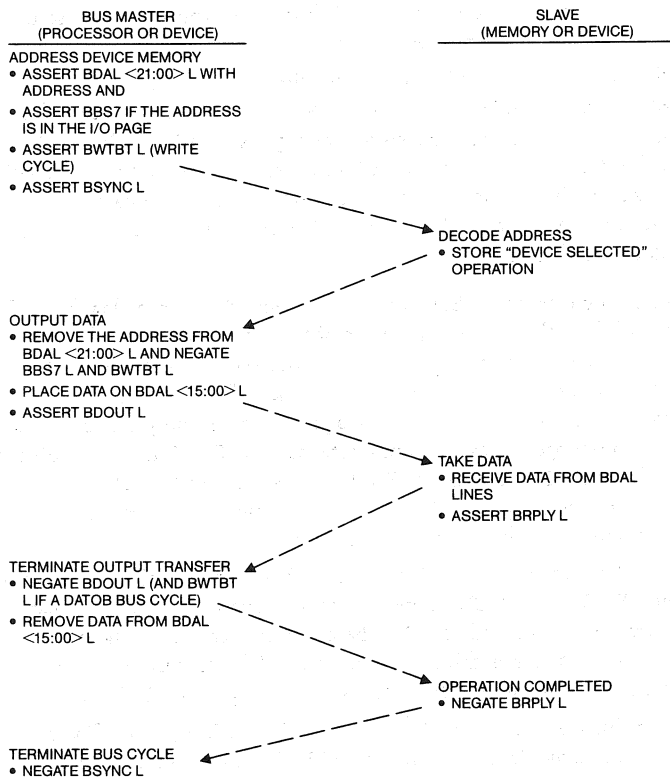 BUS MASTER
(PROCESSOR OR DEVICE)
SLAVE
(MEMORY OR DEVICE)
ADDRESS DEVICE MEMORY
• ASSERT BDAL <21:00> L WITH
ADDRESS AND
• ASSERT BBS7 IF THE ADDRESS
IS IN THE I/O PAGE
• ASSERT BWTBT L (WRITE
CYCLE)
• ASSERT BSYNC L
DECODE ADDRESS
• STORE “DEVICE SELECTED”
OPERATION
OUTPUT DATA
• REMOVE THE ADDRESS FROM
BDAL <21:00> L AND NEGATE
BBS7 L AND BWTBT L
• PLACE DATA ON BDAL <15:00> L
• ASSERT BDOUT L
TAKE DATA
• RECEIVE DATA FROM BDAL
LINES
• ASSERT BRPLY L
TERMINATE OUTPUT TRANSFER
• NEGATE BDOUT L (AND BWTBT
L IF A DATOB BUS CYCLE)
• REMOVE DATA FROM BDAL
<15:00> L
OPERATION COMPLETED
• NEGATE BRPLY L
TERMINATE BUS CYCLE
• NEGATE BSYNC L